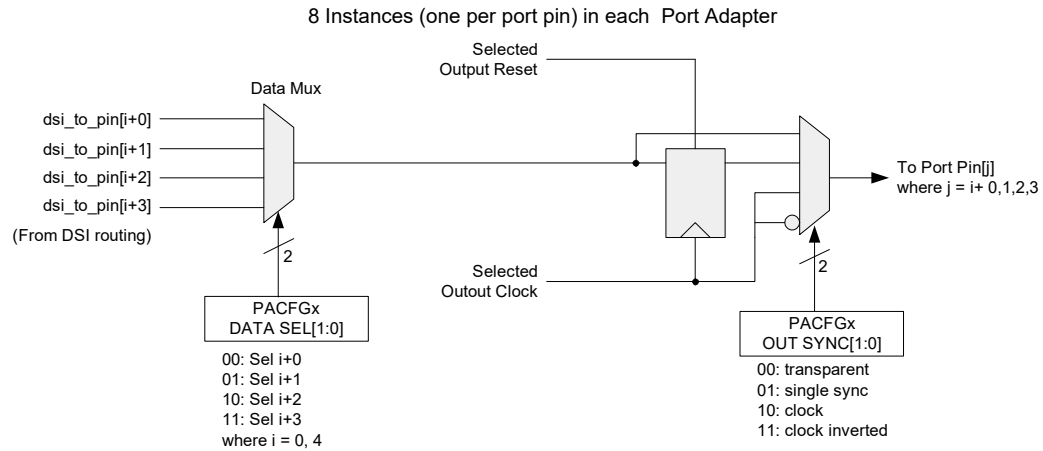 8 Instances (one per port pin) in each  Port Adapter
Selected
Output Reset
Data Mux
dsi_to_pin[i+0]
dsi_to_pin[i+1]
dsi_to_pin[i+2]
dsi_to_pin[i+3]
(From DSI routing)
To Port Pin[j]
where j = i+ 0,1,2,3
2
2
Selected
Outout Clock
PACFGx
DATA SEL[1:0]
00: Sel i+0
01: Sel i+1
10: Sel i+2
11: Sel i+3
where i = 0, 4
PACFGx
OUT SYNC[1:0]
00: transparent
01: single sync
10: clock
11: clock inverted